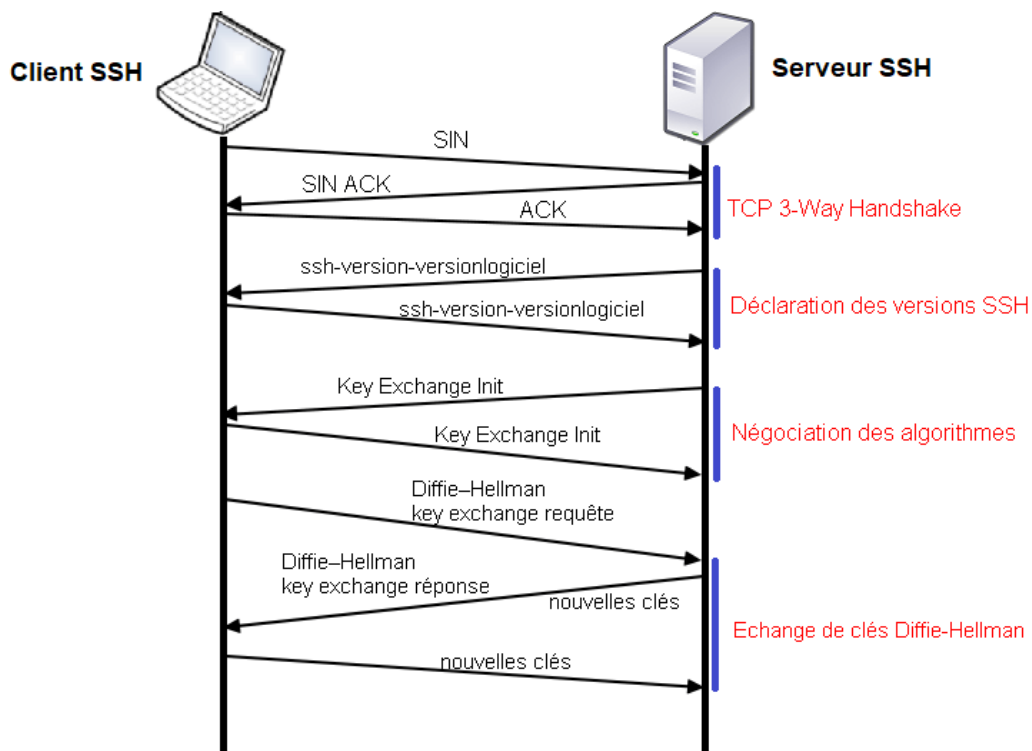 Client SSH
Serveur SSH
SIN
SIN ACK
ACK
TCP 3-Way Handshake
ssh-version-versionlogiciel
ssh-version-versionlogiciel
Déclaration des versions SSH
Key Exchange Init
Key Exchange Init
Négociation des algorithmes
Diffie–Hellman
key exchange requête
Diffie–Hellman
key exchange réponse
nouvelles clés
Echange de clés Diffie-Hellman
nouvelles clés